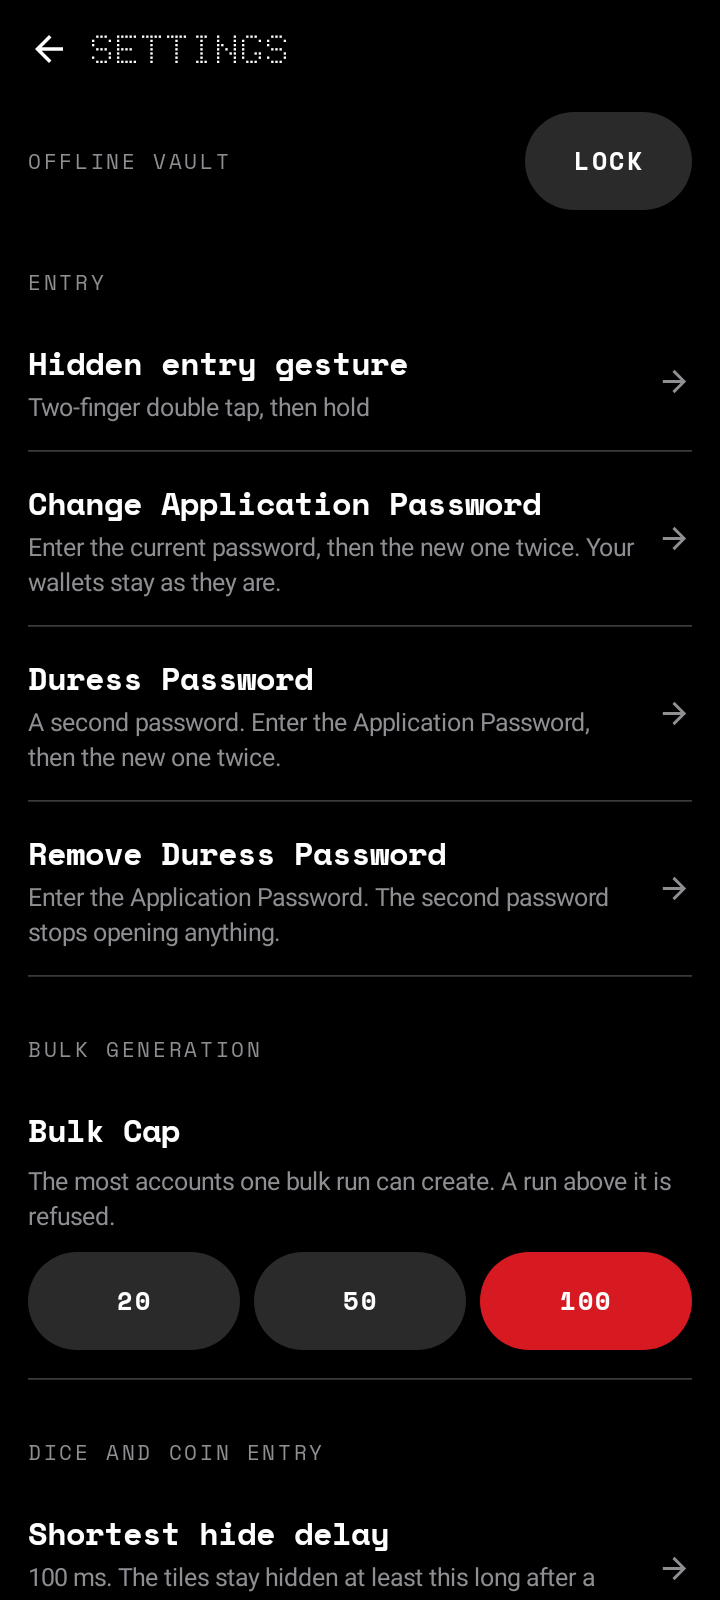 SETTINGS
OFFLINE VAULT
LOCK
ENTRY
Hidden entry gesture
Two-finger double tap, then hold
Change Application Password
Enter the current password, then the new one twice. Your
wallets stay as they are.
Duress Password
A second password. Enter the Application Password,
then the new one twice.
Remove Duress Password
Enter the Application Password. The second password
stops opening anything.
BULK GENERATION
Bulk Cap
The most accounts one bulk run can create. A run above it is
refused.
20 50 100
DICE AND COIN ENTRY
Shortest hide delay
100 ms. The tiles stay hidden at least this long after a